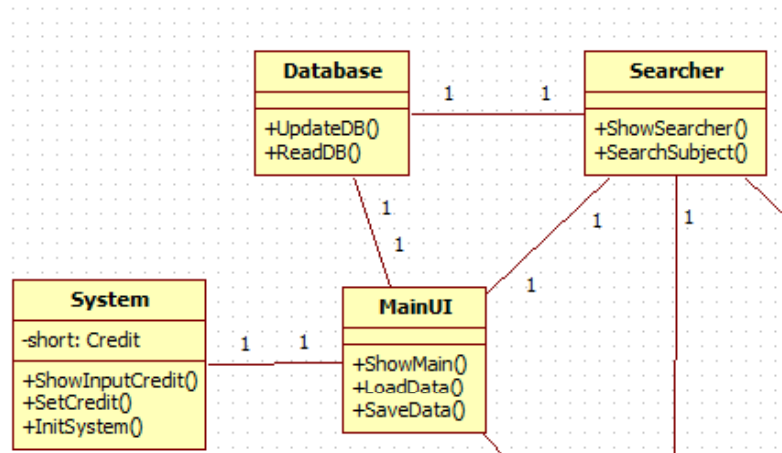 Database
+UpdateDB()
+ReadDB()
1
1
Searcher
+ShowSearcher()
+SearchSubject()
1
1
1
1
1
System
-short: Credit
+ShowInputCredit()
+SetCredit()
+InitSystem()
1
1
MainUI
+ShowMain()
+LoadData()
+SaveData()